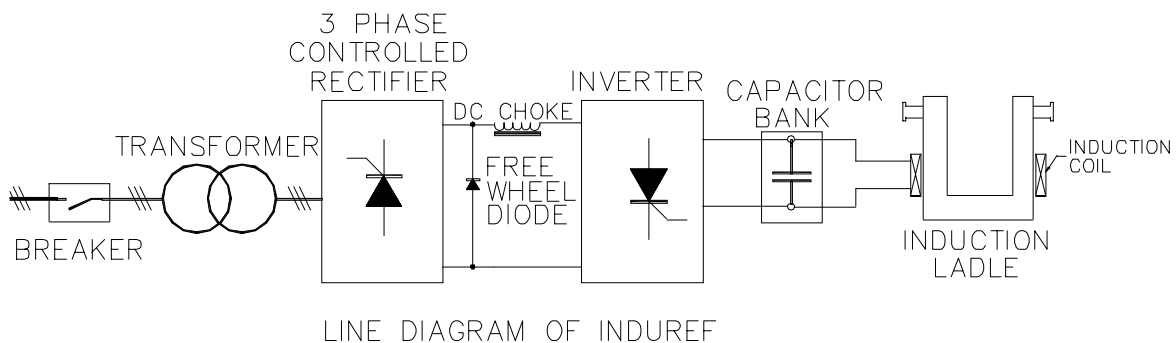 3 PHASE
CONTROLLED
RECTIFIER
INVERTER
DC CHOKE
CAPACITOR
BANK
TRANSFORMER
INDUCTION
COIL
FREE
WHEEL
DIODE
BREAKER
INDUCTION
LADLE
LINE DIAGRAM OF INDUREF